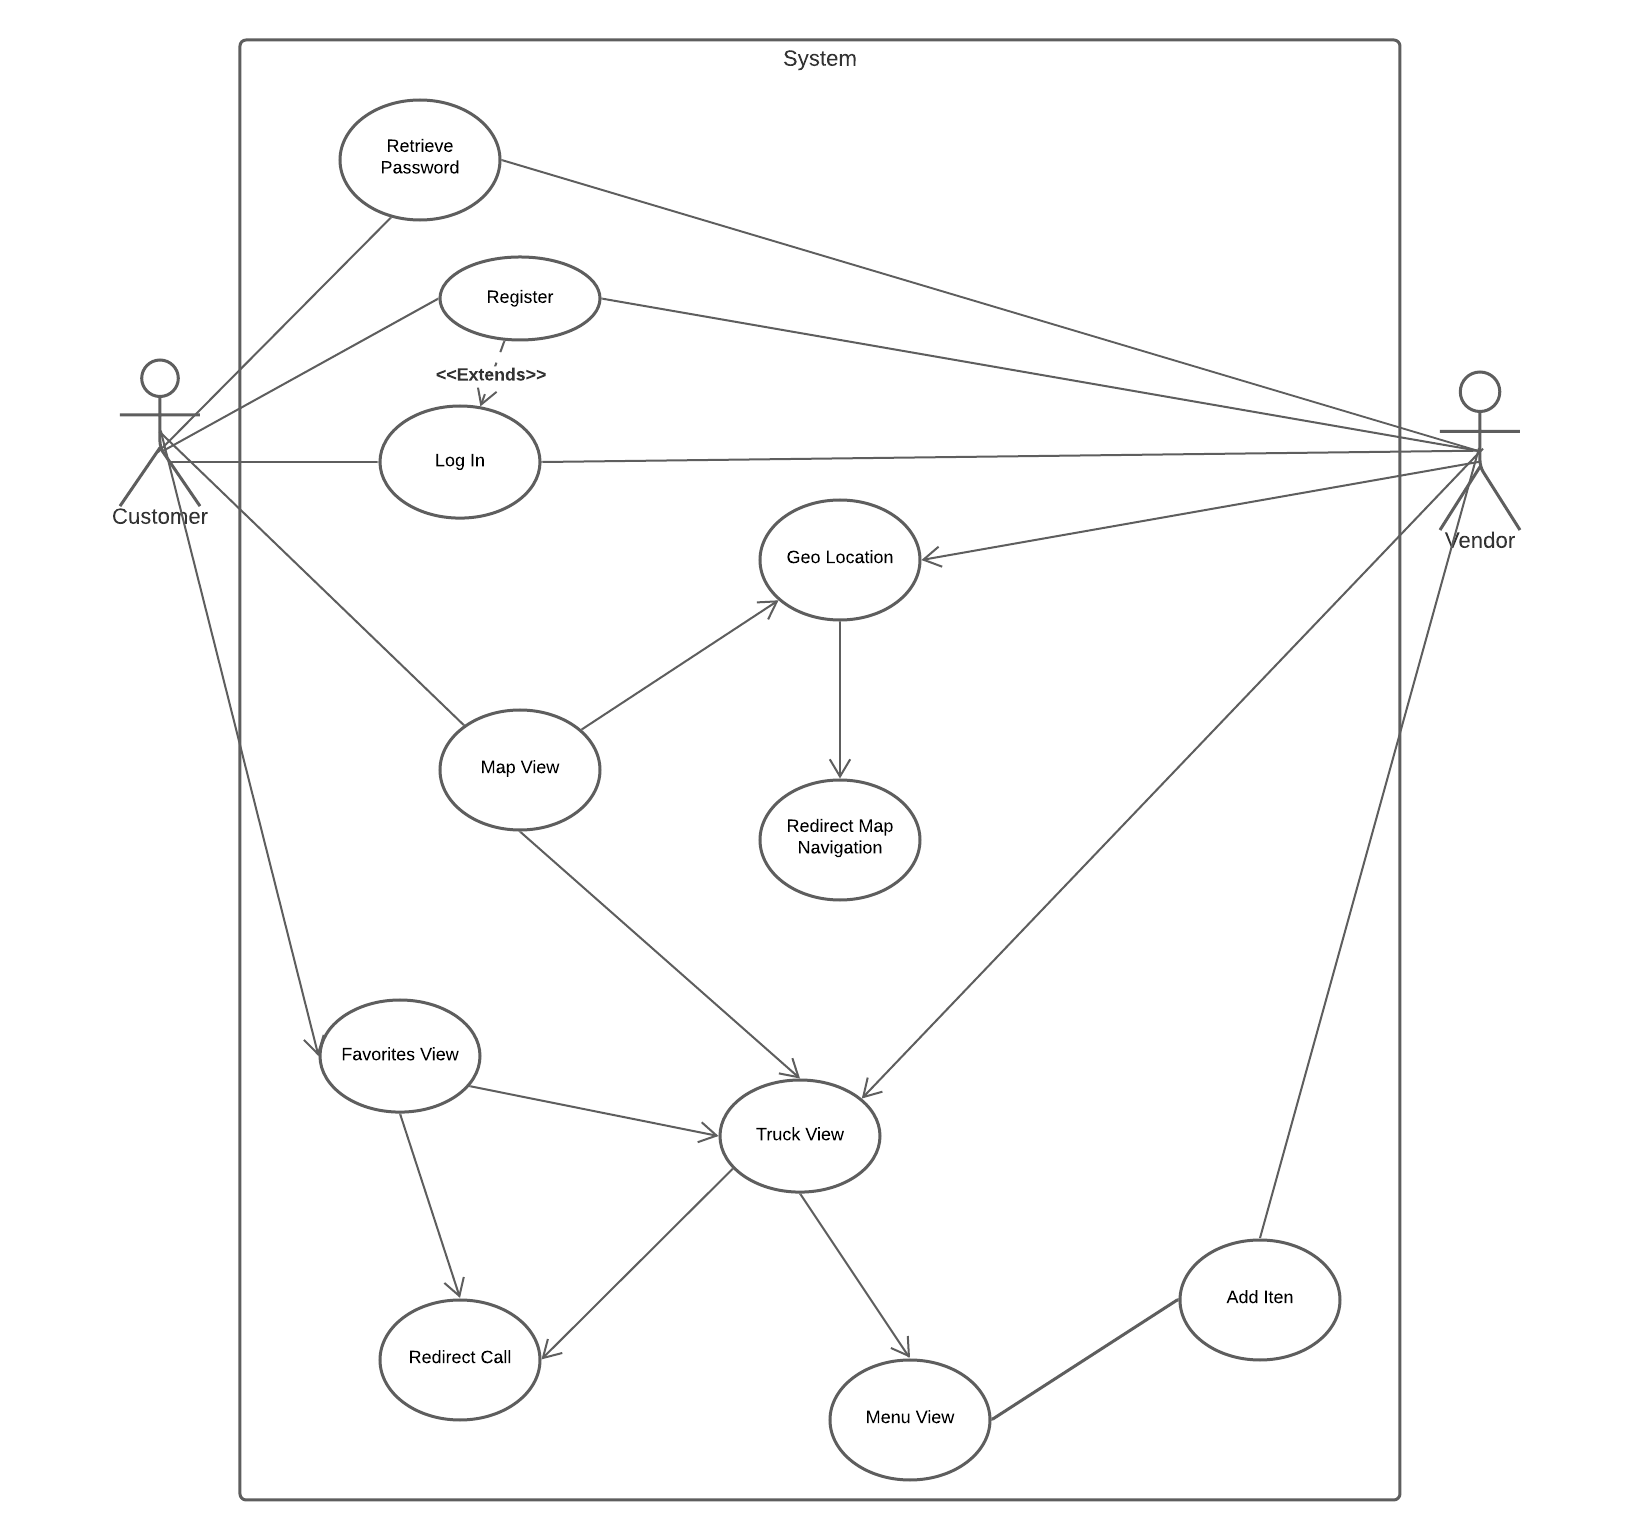 System
Retrieve
Password
Register
<<Extends>>
Log In
Customer
Vendor
Geo Location
Map View
Redirect Map
Navigation
Favorites View
Truck View
Add Iten
Redirect Call
Menu View